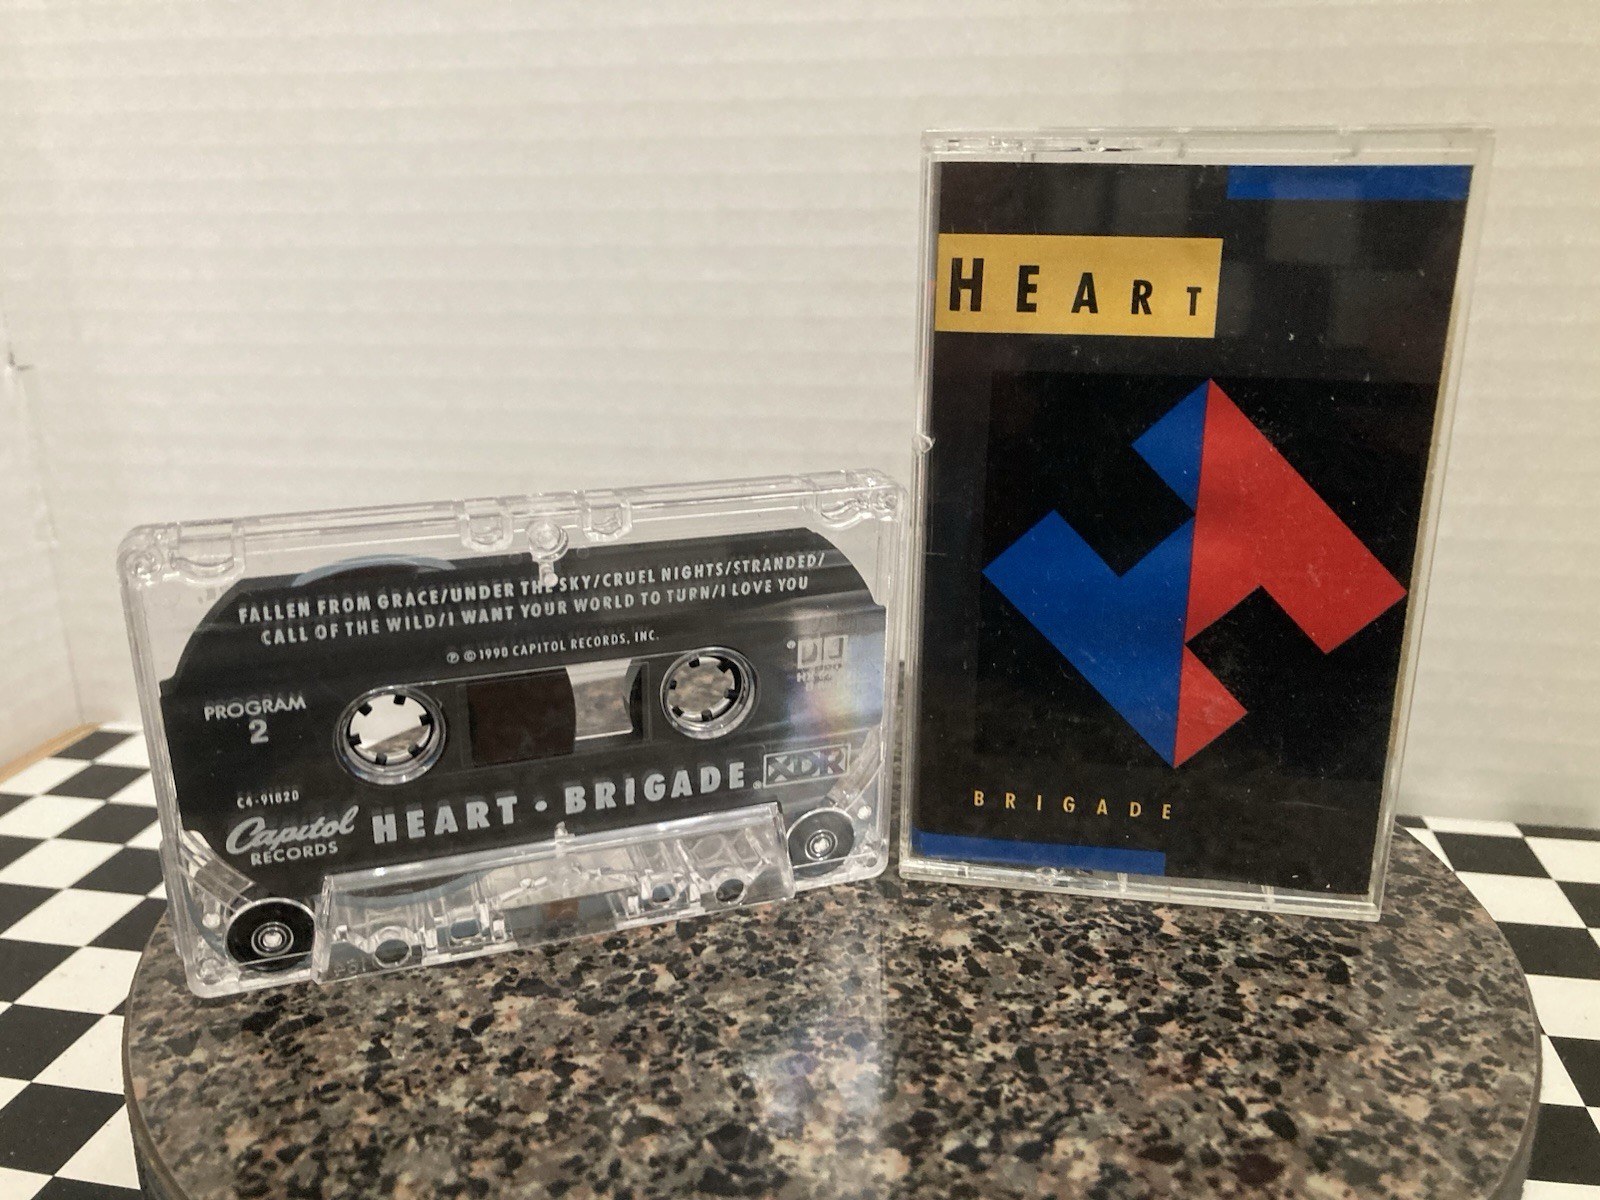 FALLEN FROM GRACE/UNDER THE SKY/CRUEL NIGHTS/STRANDED/
CALL OF THE WILD/I WANT YOUR WORLD TO TURN/I LOVE YOU
℗ ©1990 CAPITOL RECORDS, INC.
PROGRAM
2
C4-91820
Capitol
RECORDS
HEART • BRIGADE
XDR
HEART
BRIGADE